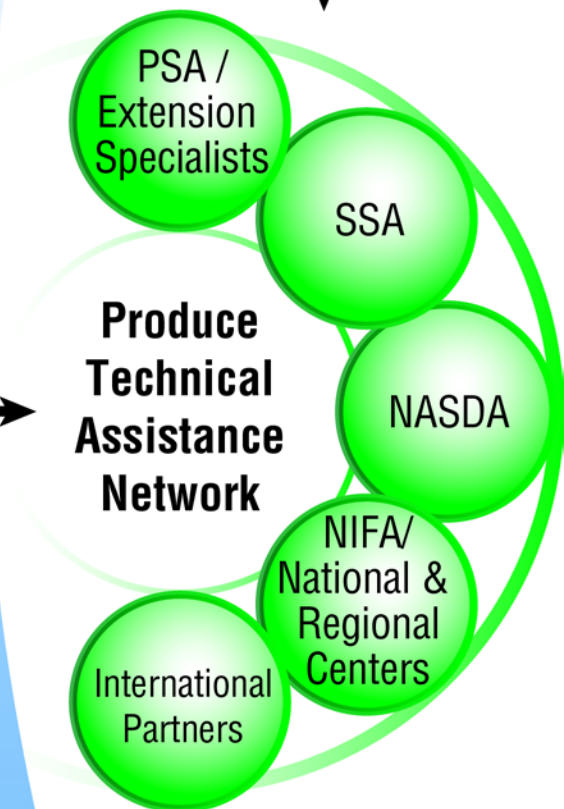 PSA /
Extension
Specialists
SSA
Produce
Technical
Assistance
Network
NASDA
NIFA/
National &
Regional
Centers
International
Partners